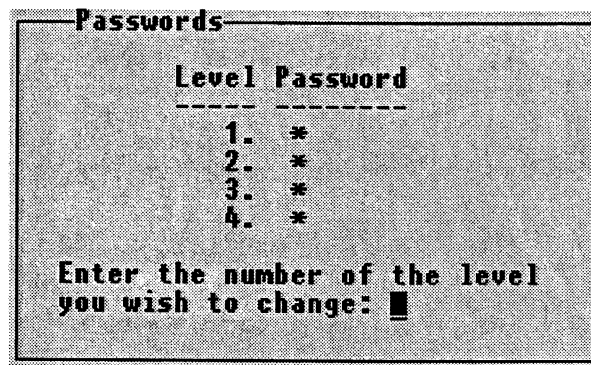 Passwords
Level Password
----- --------
1. *
2. *
3. *
4. *
Enter the number of the level
you wish to change: